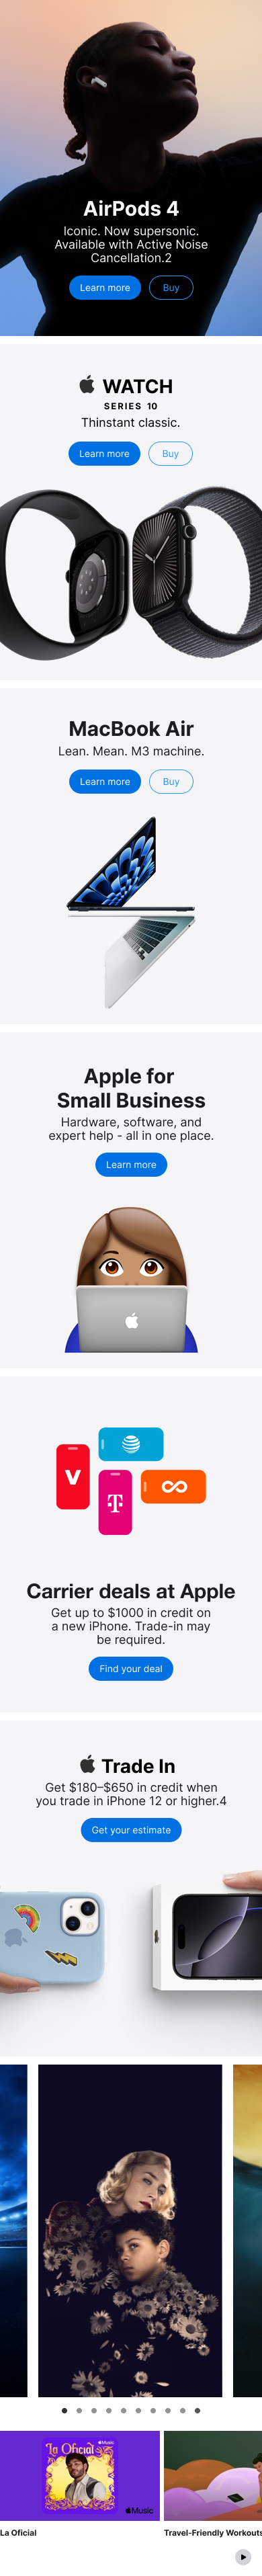 AirPods 4
Iconic. Now supersonic.
Available with Active Noise
Cancellation.2
Learn more
Buy
WATCH
SERIES 10
Thinstant classic.
Learn more
Buy
MacBook Air
Lean. Mean. M3 machine.
Learn more
Buy
Apple for
Small Business
Hardware, software, and
expert help - all in one place.
Learn more
V
T
Carrier deals at Apple
Get up to $1000 in credit on
a new iPhone. Trade-in may
be required.
Find your deal
Trade In
Get $180–$650 in credit when
you trade in iPhone 12 or higher.4
Get your estimate
Music
La Oficial
Music
La Oficial
Travel-Friendly Workouts